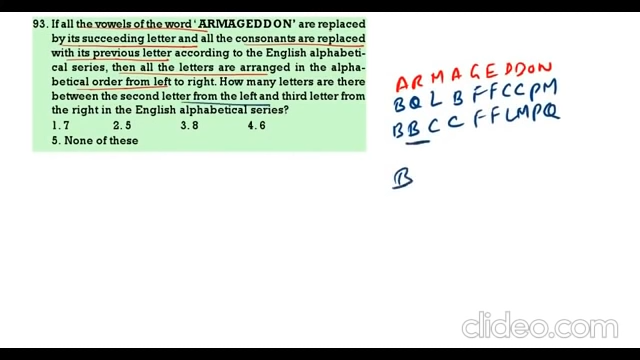 93. If all the vowels of the word ‘ARMAGEDDON’ are replaced
by its succeeding letter and all the consonants are replaced
with its previous letter according to the English alphabeti-
cal series, then all the letters are arranged in the alpha-
betical order from left to right. How many letters are there
between the second letter from the left and third letter from
the right in the English alphabetical series?
1. 7 2. 5 3. 8 4. 6
5. None of these
ARMAGEDDON
BQLBFFCCPM
BBCCFFLMPQ
B
clideo.com